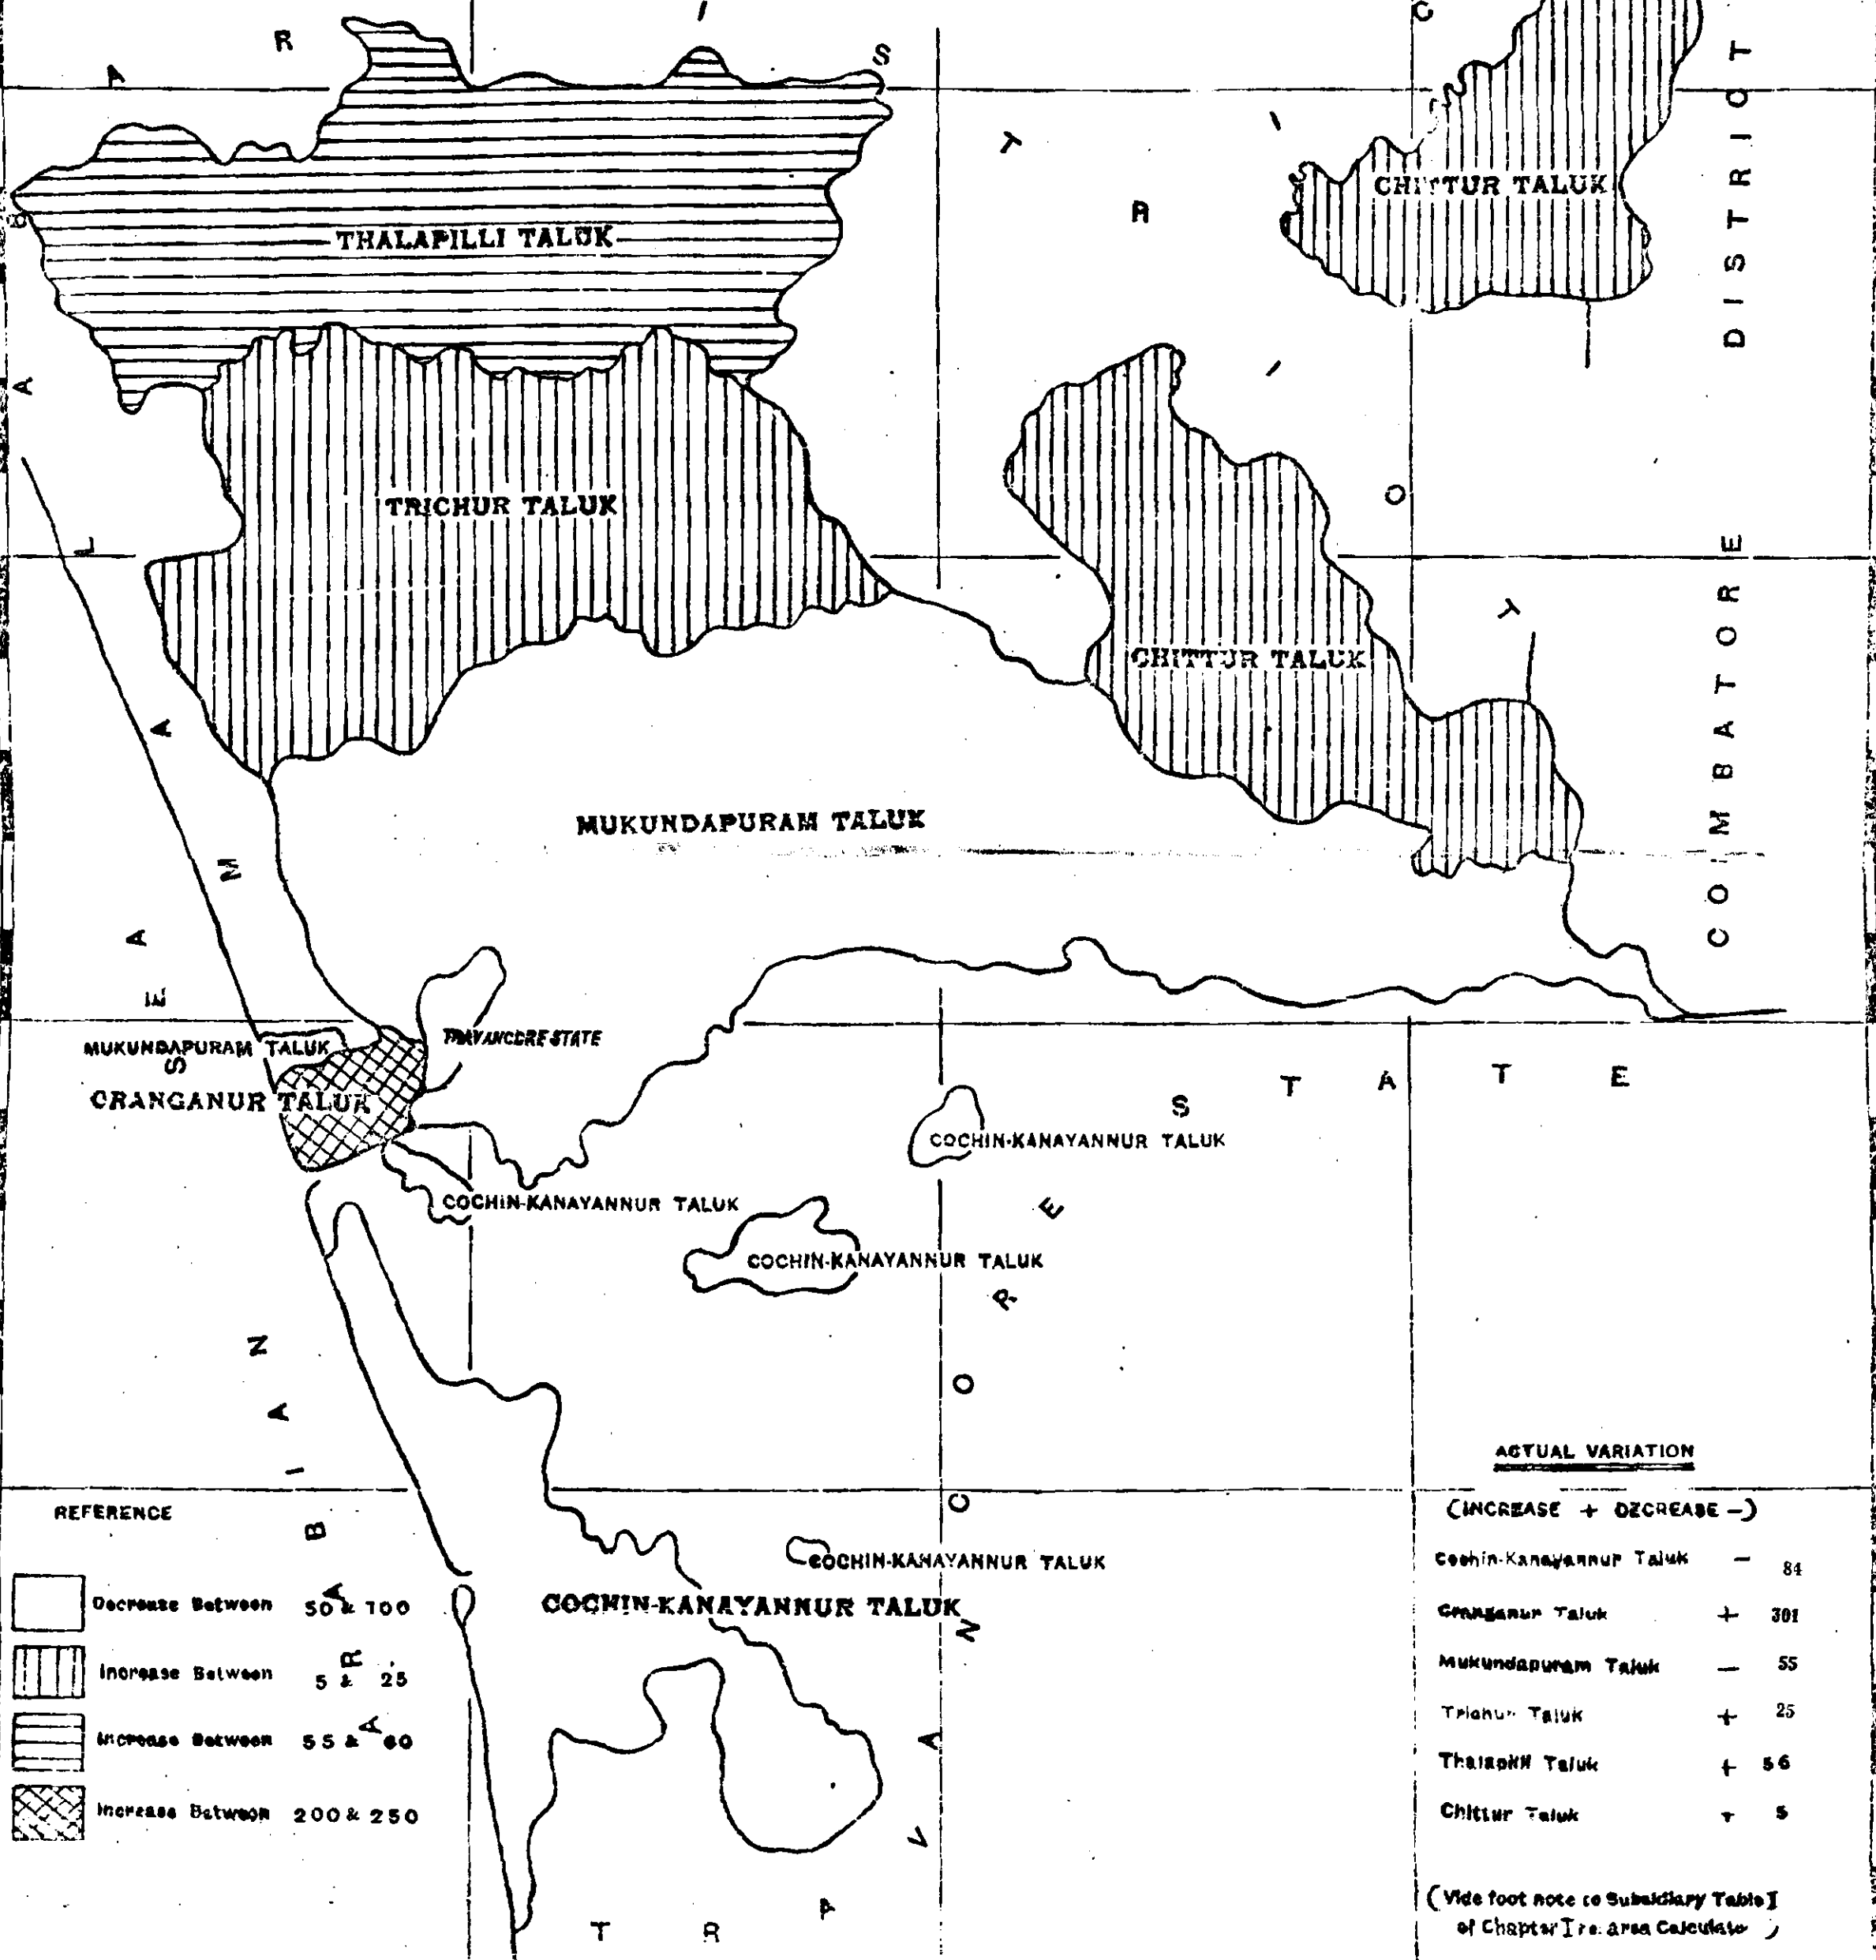 CHITTUR TALUK
THALAPILLI TALUK
TRICHUR TALUK
CHITTUR TALUK
MUKUNDAPURAM TALUK
MALABAR
DISTRICT
COIMBATORE DISTRICT
ARABIAN SEA
TRAVANCORE STATE
MUKUNDAPURAM TALUK
TRAVANCORE STATE
CRANGANUR TALUK
COCHIN-KANAYANNUR TALUK
COCHIN-KANAYANNUR TALUK
COCHIN-KANAYANNUR TALUK
COCHIN-KANAYANNUR TALUK
COCHIN-KANAYANNUR TALUK
REFERENCE
Decrease Between 50 & 100
Increase Between 5 & 25
Increase Between 55 & 60
Increase Between 200 & 250
ACTUAL VARIATION
(INCREASE + DECREASE -)
Cochin-Kanayannur Taluk - 84
Cranganur Taluk + 301
Mukundapuram Taluk - 55
Trichur Taluk + 25
Thalapilli Taluk + 56
Chittur Taluk + 5
(Vide foot note to Subsidiary Table I
of Chapter I re. area Calculate )